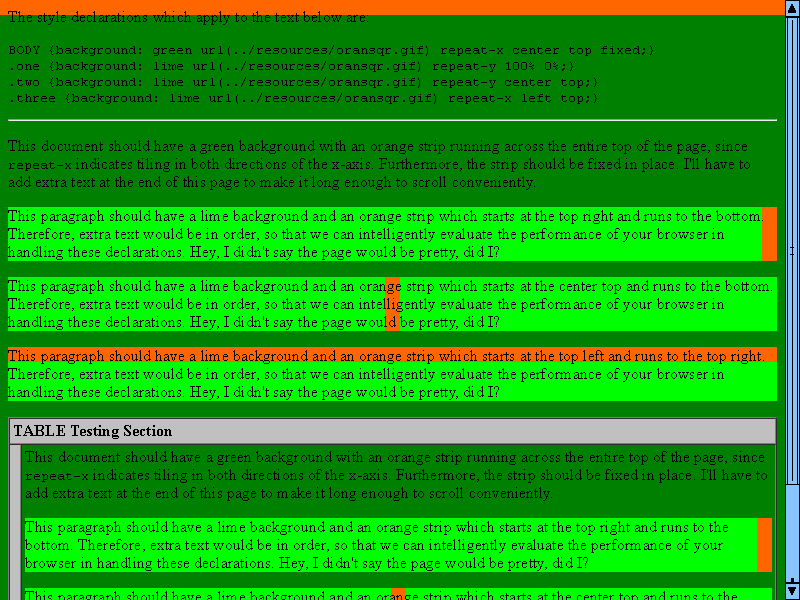 The style declarations which apply to the text below are:
BODY {background: green url(../resources/oransqr.gif) repeat-x center top fixed;}
.one {background: lime url(../resources/oransqr.gif) repeat-y 100% 0%;}
.two {background: lime url(../resources/oransqr.gif) repeat-y center top;}
.three {background: lime url(../resources/oransqr.gif) repeat-x left top;}
This document should have a green background with an orange strip running across the entire top of the page, since
repeat-x indicates tiling in both directions of the x-axis. Furthermore, the strip should be fixed in place. I'll have to
add extra text at the end of this page to make it long enough to scroll conveniently.
This paragraph should have a lime background and an orange strip which starts at the top right and runs to the bottom.
Therefore, extra text would be in order, so that we can intelligently evaluate the performance of your browser in
handling these declarations. Hey, I didn't say the page would be pretty, did I?
This paragraph should have a lime background and an orange strip which starts at the center top and runs to the bottom.
Therefore, extra text would be in order, so that we can intelligently evaluate the performance of your browser in
handling these declarations. Hey, I didn't say the page would be pretty, did I?
This paragraph should have a lime background and an orange strip which starts at the top left and runs to the top right.
Therefore, extra text would be in order, so that we can intelligently evaluate the performance of your browser in
handling these declarations. Hey, I didn't say the page would be pretty, did I?
TABLE Testing Section
This document should have a green background with an orange strip running across the entire top of the page, since
repeat-x indicates tiling in both directions of the x-axis. Furthermore, the strip should be fixed in place. I'll have to
add extra text at the end of this page to make it long enough to scroll conveniently.
This paragraph should have a lime background and an orange strip which starts at the top right and runs to the
bottom. Therefore, extra text would be in order, so that we can intelligently evaluate the performance of your
browser in handling these declarations. Hey, I didn't say the page would be pretty, did I?
This paragraph should have a lime background and an orange strip which starts at the center top and runs to the